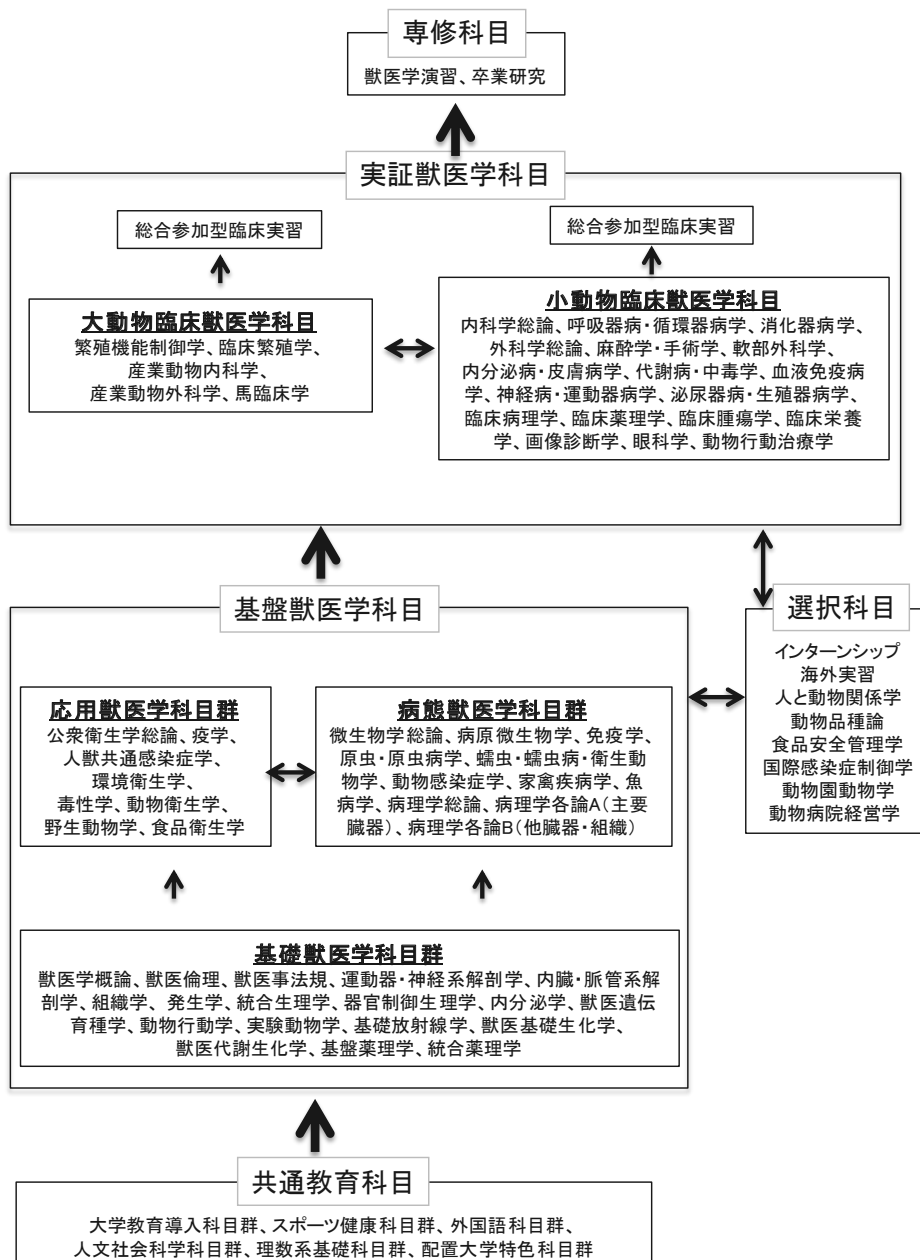 専修科目
獣医学演習、卒業研究
実証獣医学科目
総合参加型臨床実習
総合参加型臨床実習
大動物臨床獣医学科目
繁殖機能制御学、臨床繁殖学、
産業動物内科学、
産業動物外科学、馬臨床学
小動物臨床獣医学科目
内科学総論、呼吸器病・循環器病学、消化器病学、
外科学総論、麻酔学・手術学、軟部外科学、
内分泌病・皮膚病学、代謝病・中毒学、血液免疫病
学、神経病・運動器病学、泌尿器病・生殖器病学、
臨床病理学、臨床薬理学、臨床腫瘍学、臨床栄養
学、画像診断学、眼科学、動物行動治療学
基盤獣医学科目
応用獣医学科目群
公衆衛生学総論、疫学、
人獣共通感染症学、
環境衛生学、
毒性学、動物衛生学、
野生動物学、食品衛生学
病態獣医学科目群
微生物学総論、病原微生物学、免疫学、
原虫・原虫病学、蠕虫・蠕虫病・衛生動
物学、動物感染症学、家禽疾病学、魚
病学、病理学総論、病理学各論A(主要
臓器)、病理学各論B(他臓器・組織)
選択科目
インターンシップ
海外実習
人と動物関係学
動物品種論
食品安全管理学
国際感染症制御学
動物園動物学
動物病院経営学
基礎獣医学科目群
獣医学概論、獣医倫理、獣医事法規、運動器・神経系解剖学、内臓・脈管系解
剖学、組織学、発生学、統合生理学、器官制御生理学、内分泌学、獣医遺伝
育種学、動物行動学、実験動物学、基礎放射線学、獣医基礎生化学、
獣医代謝生化学、基盤薬理学、統合薬理学
共通教育科目
大学教育導入科目群、スポーツ健康科目群、外国語科目群、
人文社会科学科目群、理数系基礎科目群、配置大学特色科目群